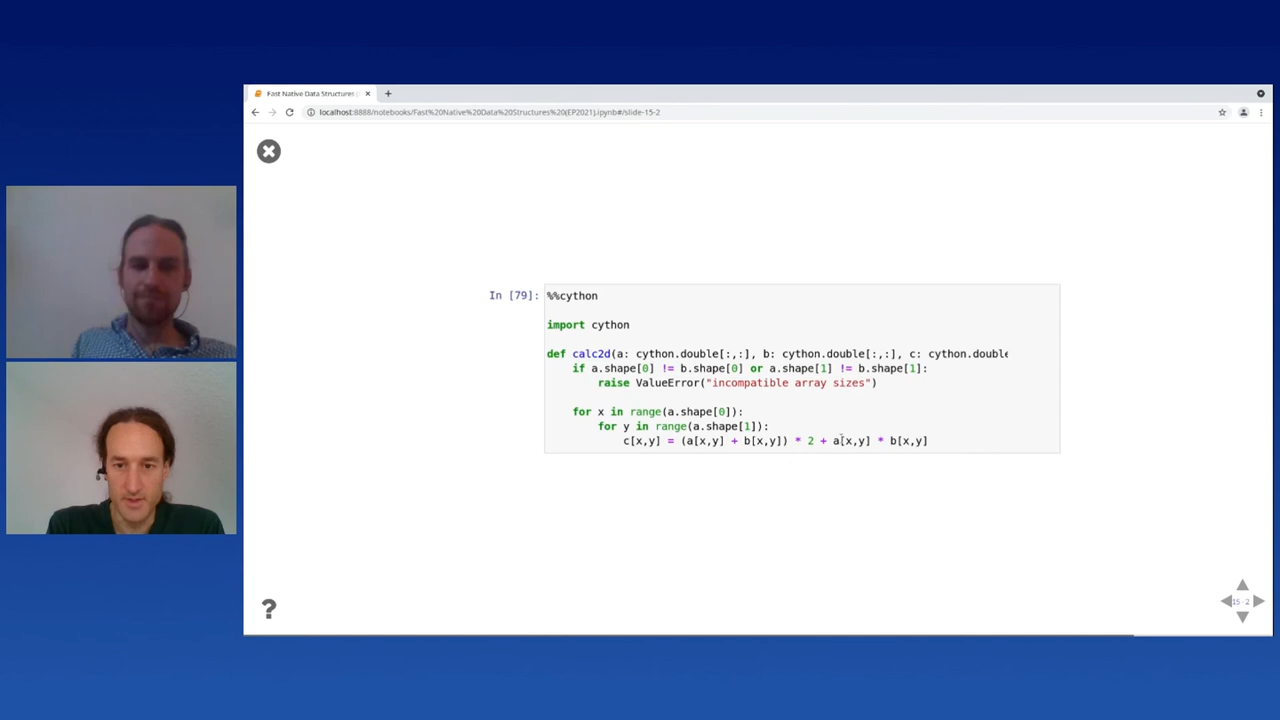 Fast Native Data Structures
localhost:8888/notebooks/Fast%20Native%20Data%20Structures%20(EP2021).ipynb#/slide-15-2
In [79]:
%%cython
import cython
def calc2d(a: cython.double[:,:], b: cython.double[:,:], c: cython.double
if a.shape[0] != b.shape[0] or a.shape[1] != b.shape[1]:
raise ValueError("incompatible array sizes")
for x in range(a.shape[0]):
for y in range(a.shape[1]):
c[x,y] = (a[x,y] + b[x,y]) * 2 + a[x,y] * b[x,y]
?
15-2